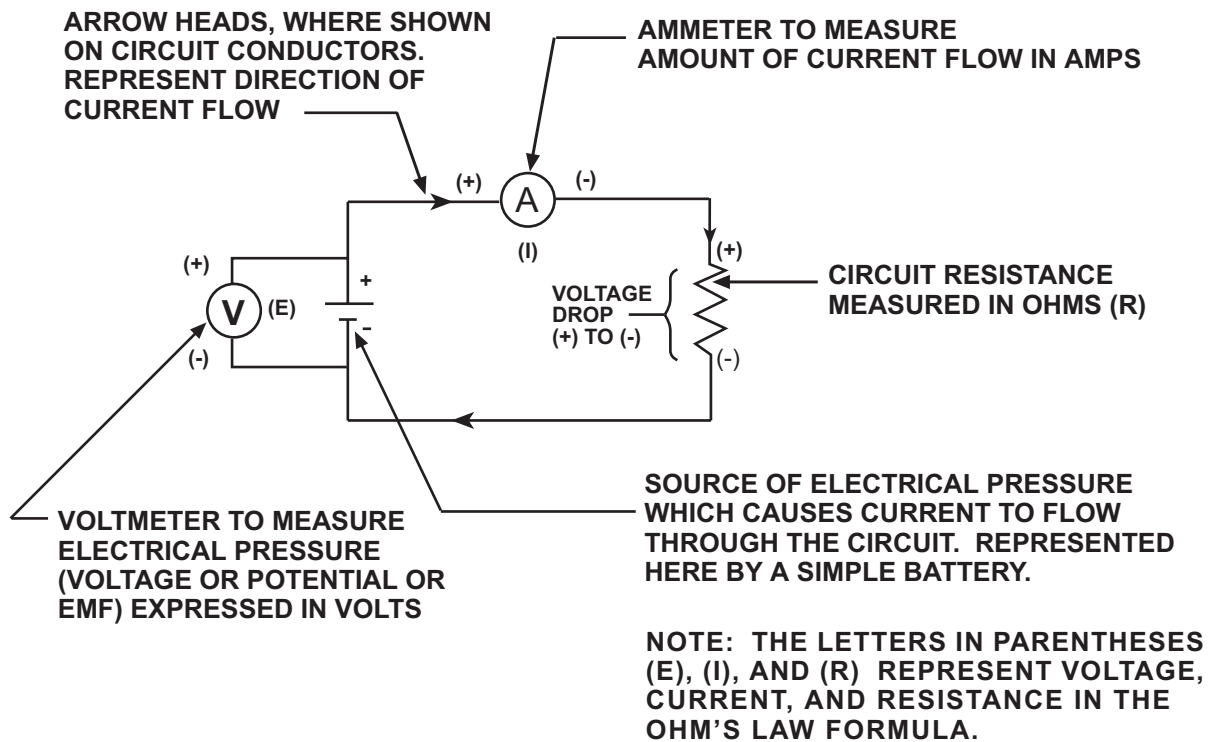 ARROW HEADS, WHERE SHOWN
ON CIRCUIT CONDUCTORS.
REPRESENT DIRECTION OF
CURRENT FLOW
AMMETER TO MEASURE
AMOUNT OF CURRENT FLOW IN AMPS
(+)
A
(-)
(I)
(+)
V
(E)
(-)
+
-
VOLTAGE
DROP
(+) TO (-)
(+)
(-)
CIRCUIT RESISTANCE
MEASURED IN OHMS (R)
VOLTMETER TO MEASURE
ELECTRICAL PRESSURE
(VOLTAGE OR POTENTIAL OR
EMF) EXPRESSED IN VOLTS
SOURCE OF ELECTRICAL PRESSURE
WHICH CAUSES CURRENT TO FLOW
THROUGH THE CIRCUIT. REPRESENTED
HERE BY A SIMPLE BATTERY.
NOTE: THE LETTERS IN PARENTHESES
(E), (I), AND (R) REPRESENT VOLTAGE,
CURRENT, AND RESISTANCE IN THE
OHM'S LAW FORMULA.